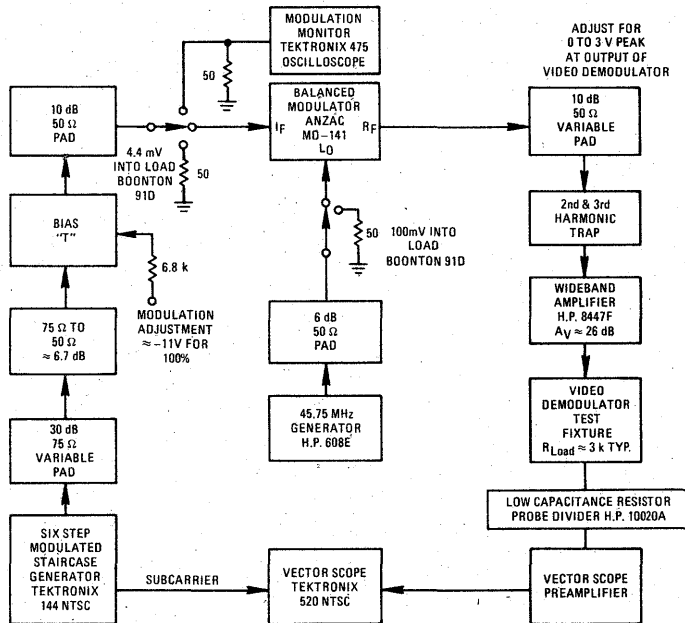 MODULATION
MONITOR
TEKTRONIX 475
OSCILLOSCOPE
50
ADJUST FOR
0 TO 3 V PEAK
AT OUTPUT OF
VIDEO DEMODULATOR
10 dB
50 Ω
PAD
4.4 mV
INTO LOAD
BOONTON
91D
50
BALANCED
MODULATOR
ANZAC
MD-141
IF
RF
LO
10 dB
50 Ω
VARIABLE
PAD
BIAS
"T"
6.8 k
MODULATION
ADJUSTMENT
≈ -11V FOR
100%
50
100mV INTO
LOAD
BOONTON 91D
2nd & 3rd
HARMONIC
TRAP
75 Ω TO
50 Ω
≈ 6.7 dB
6 dB
50 Ω
PAD
WIDEBAND
AMPLIFIER
H.P. 8447F
AV ≈ 26 dB
30 dB
75 Ω
VARIABLE
PAD
45.75 MHz
GENERATOR
H.P. 608E
VIDEO
DEMODULATOR
TEST
FIXTURE
RLoad ≈ 3 k TYP.
LOW CAPACITANCE RESISTOR
PROBE DIVIDER H.P. 10020A
SIX STEP
MODULATED
STAIRCASE
GENERATOR
TEKTRONIX
144 NTSC
SUBCARRIER
VECTOR SCOPE
TEKTRONIX
520 NTSC
VECTOR SCOPE
PREAMPLIFIER